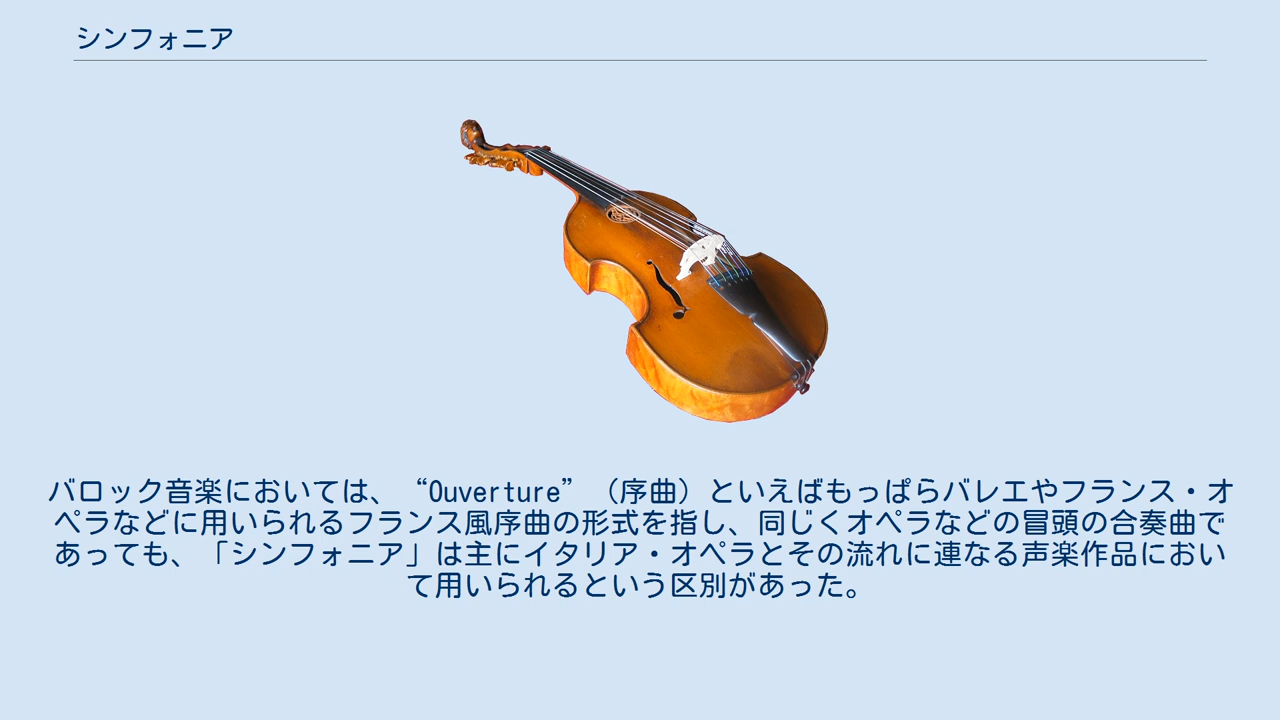 シンフォニア
バロック音楽においては、“Ouverture”（序曲）といえばもっぱらバレエやフランス・オ
ペラなどに用いられるフランス風序曲の形式を指し、同じくオペラなどの冒頭の合奏曲で
あっても、「シンフォニア」は主にイタリア・オペラとその流れに連なる声楽作品におい
て用いられるという区別があった。